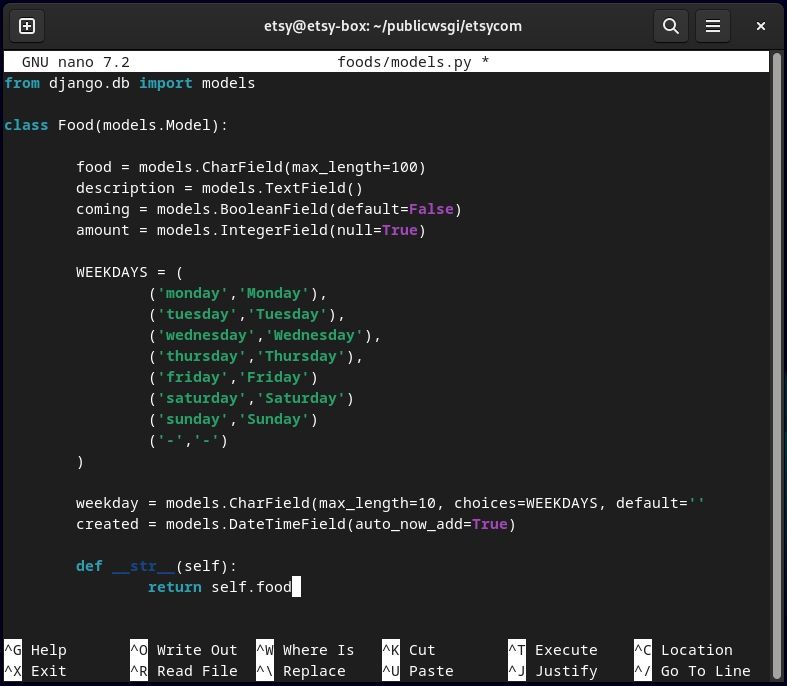 etsy@etsy-box: ~/publicwsgi/etsycom
GNU nano 7.2 foods/models.py *
from django.db import models
class Food(models.Model):
food = models.CharField(max_length=100)
description = models.TextField()
coming = models.BooleanField(default=False)
amount = models.IntegerField(null=True)
WEEKDAYS = (
('monday','Monday'),
('tuesday','Tuesday'),
('wednesday','Wednesday'),
('thursday','Thursday'),
('friday','Friday')
('saturday','Saturday')
('sunday','Sunday')
('-','-')
)
weekday = models.CharField(max_length=10, choices=WEEKDAYS, default=''
created = models.DateTimeField(auto_now_add=True)
def __str__(self):
return self.food
^G Help ^O Write Out ^W Where Is ^K Cut ^T Execute ^C Location
^X Exit ^R Read File ^\ Replace ^U Paste ^J Justify ^/ Go To Line